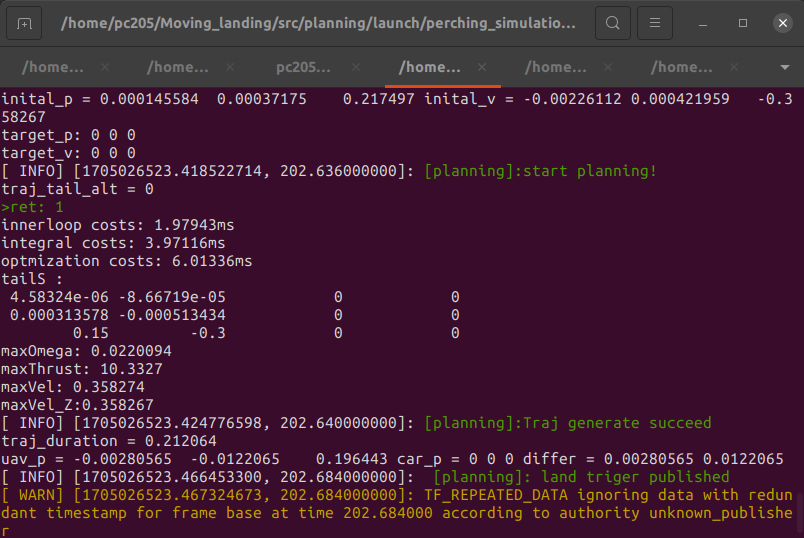 /home/pc205/Moving_landing/src/planning/launch/perching_simulatio...
/home...
/home...
pc205...
/home...
/home...
/home...
inital_p = 0.000145584  0.00037175    0.217497 inital_v = -0.00226112 0.000421959   -0.3
58267
target_p: 0 0 0
target_v: 0 0 0
[ INFO] [1705026523.418522714, 202.636000000]: [planning]:start planning!
traj_tail_alt = 0
>ret: 1
innerloop costs: 1.97943ms
integral costs: 3.97116ms
optmization costs: 6.01336ms
tailS :
 4.58324e-06 -8.66719e-05            0            0
 0.000313578 -0.000513434            0            0
        0.15         -0.3            0            0
maxOmega: 0.0220094
maxThrust: 10.3327
maxVel: 0.358274
maxVel_Z:0.358267
[ INFO] [1705026523.424776598, 202.640000000]: [planning]:Traj generate succeed
traj_duration = 0.212064
uav_p = -0.00280565  -0.0122065    0.196443 car_p = 0 0 0 differ = 0.00280565 0.0122065
[ INFO] [1705026523.466453300, 202.684000000]:  [planning]: land triger published
[ WARN] [1705026523.467324673, 202.684000000]: TF_REPEATED_DATA ignoring data with redun
dant timestamp for frame base at time 202.684000 according to authority unknown_publishe
r